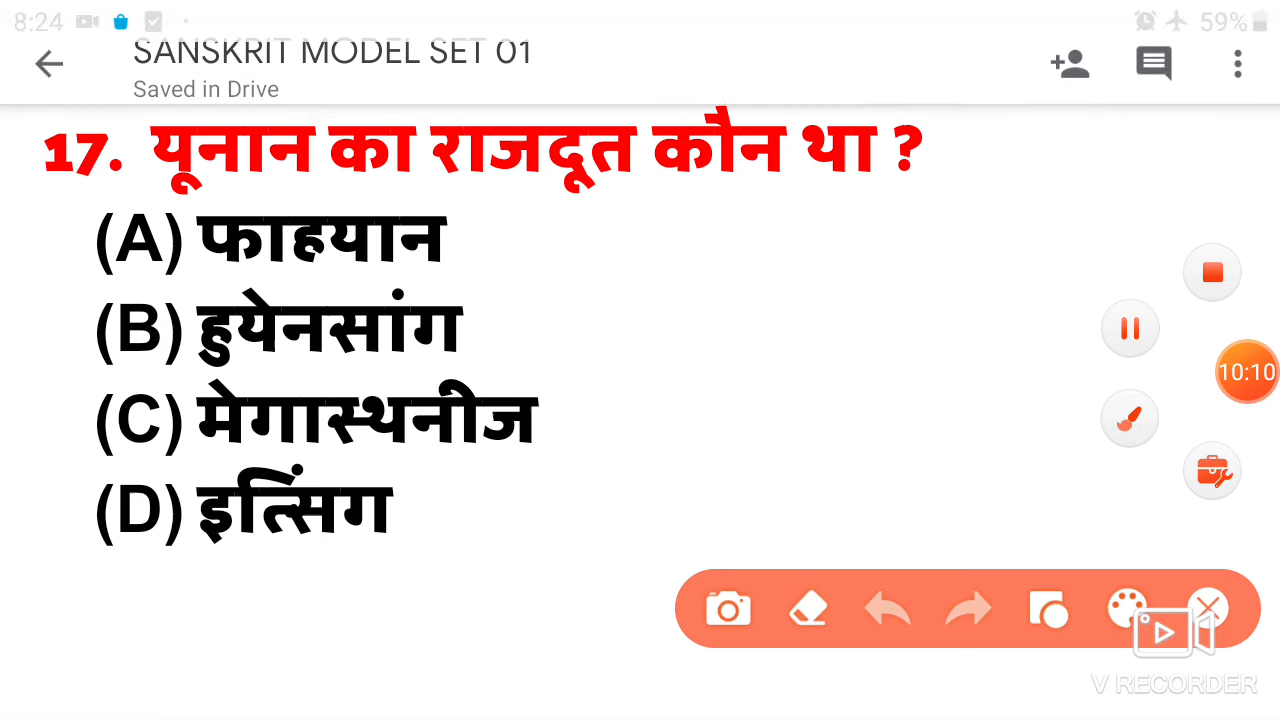 8:24
59%
SANSKRIT MODEL SET 01
Saved in Drive
17. यूनान का राजदूत कौन था ?
(A) फाहयान
(B) हुयेनसांग
(C) मेगास्थनीज
(D) इत्सिंग
10:10
V RECORDER